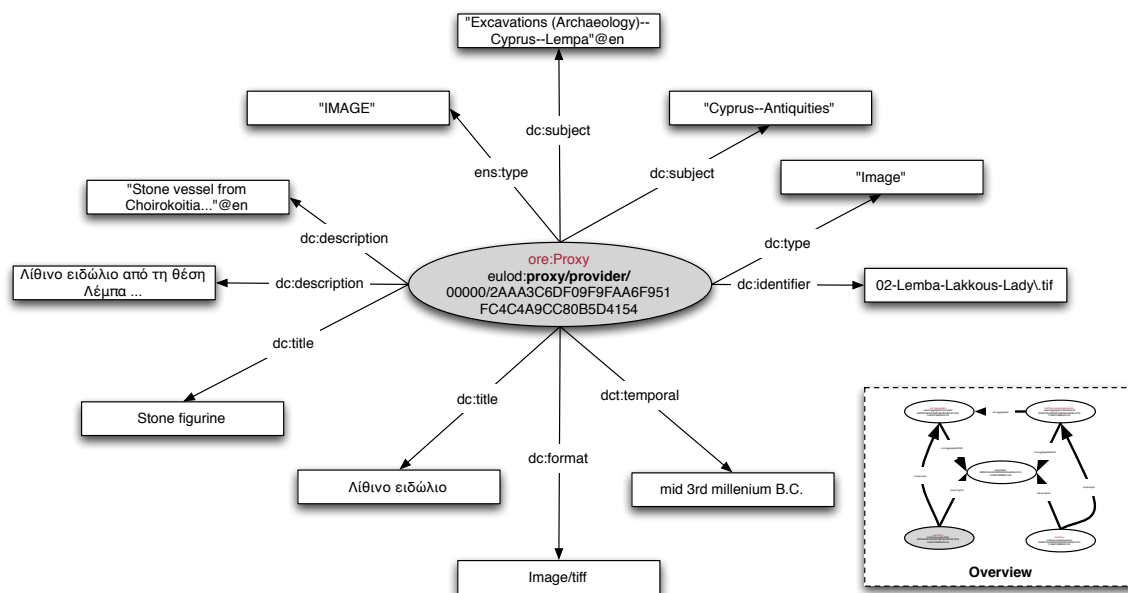 "Excavations (Archaeology)--
Cyprus--Lempa"@en
"IMAGE"
"Cyprus--Antiquities"
dc:subject
ens:type
dc:subject
"Image"
"Stone vessel from
Choirokoitia..."@en
dc:description
dc:type
ore:Proxy
eulod:proxy/provider/
00000/2AAA3C6DF09F9FAA6F951
FC4C4A9CC80B5D4154
Λίθινο ειδώλιο από τη θέση
Λέμπα ...
dc:description
dc:identifier
02-Lemba-Lakkous-Lady\.tif
dc:title
Stone figurine
dc:title
dct:temporal
dc:format
Λίθινο ειδώλιο
mid 3rd millenium B.C.
Image/tiff
Overview